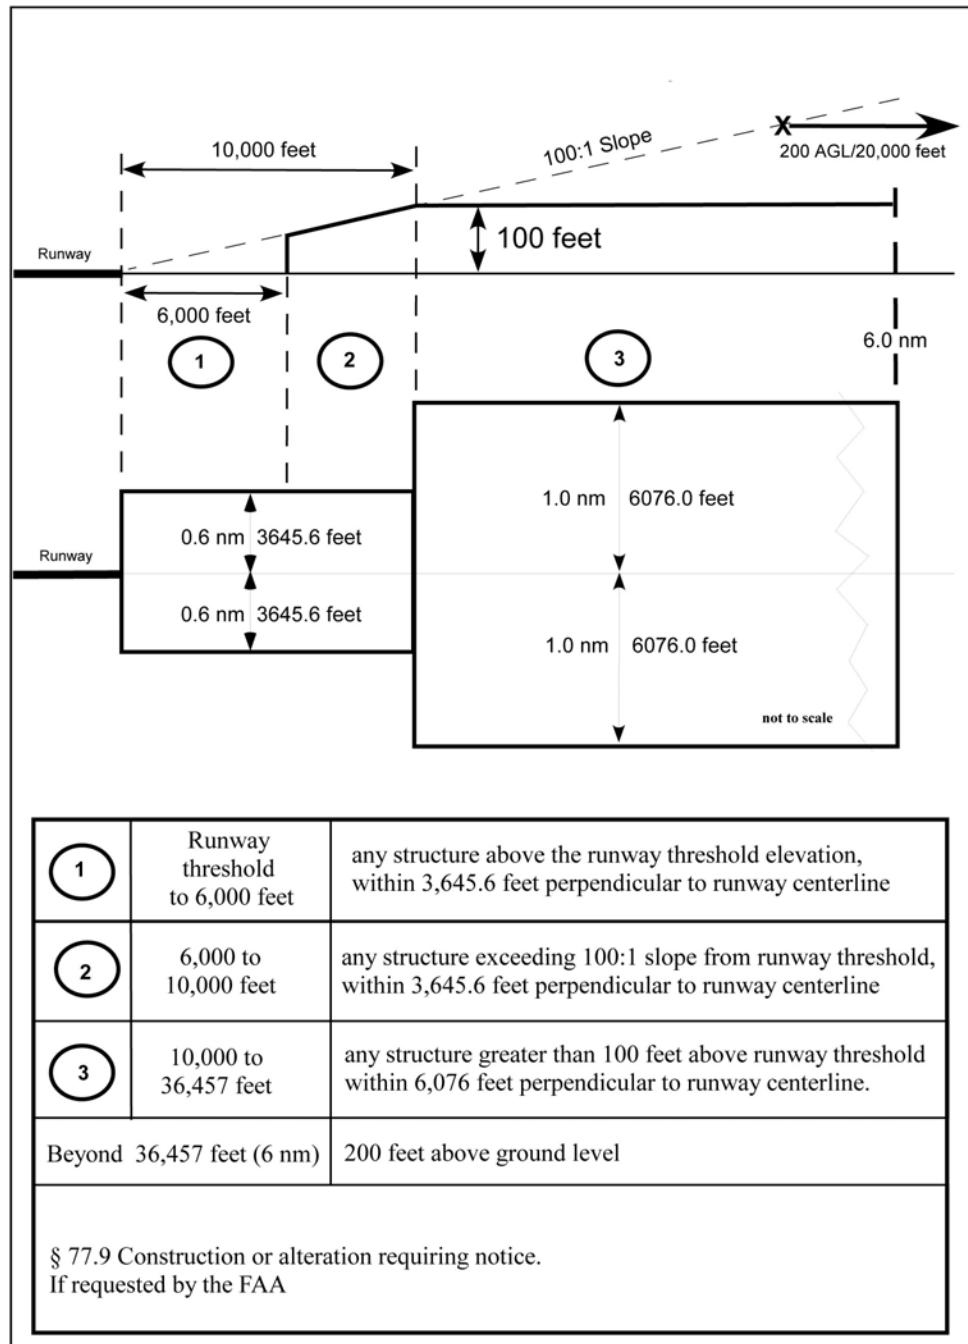 10,000 feet
100:1 Slope
X
200 AGL/20,000 feet
Runway
100 feet
6,000 feet
6.0 nm
1
2
3
1.0 nm 6076.0 feet
0.6 nm 3645.6 feet
Runway
0.6 nm 3645.6 feet
1.0 nm 6076.0 feet
not to scale
1
Runway
threshold
to 6,000 feet
any structure above the runway threshold elevation,
within 3,645.6 feet perpendicular to runway centerline
2
6,000 to
10,000 feet
any structure exceeding 100:1 slope from runway threshold,
within 3,645.6 feet perpendicular to runway centerline
3
10,000 to
36,457 feet
any structure greater than 100 feet above runway threshold
within 6,076 feet perpendicular to runway centerline.
Beyond 36,457 feet (6 nm)
200 feet above ground level
§ 77.9 Construction or alteration requiring notice.
If requested by the FAA